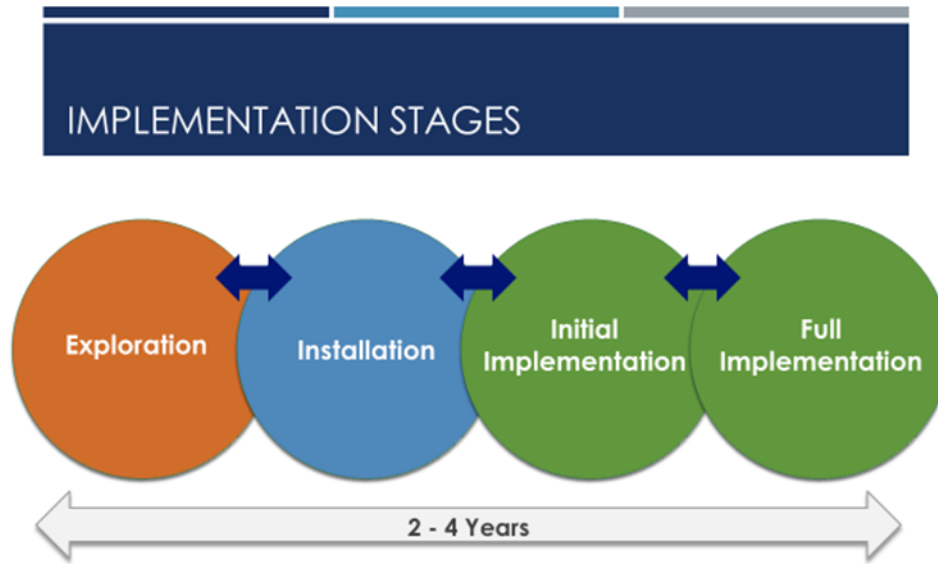 IMPLEMENTATION STAGES
Exploration
Installation
Initial
Implementation
Full
Implementation
2 - 4 Years